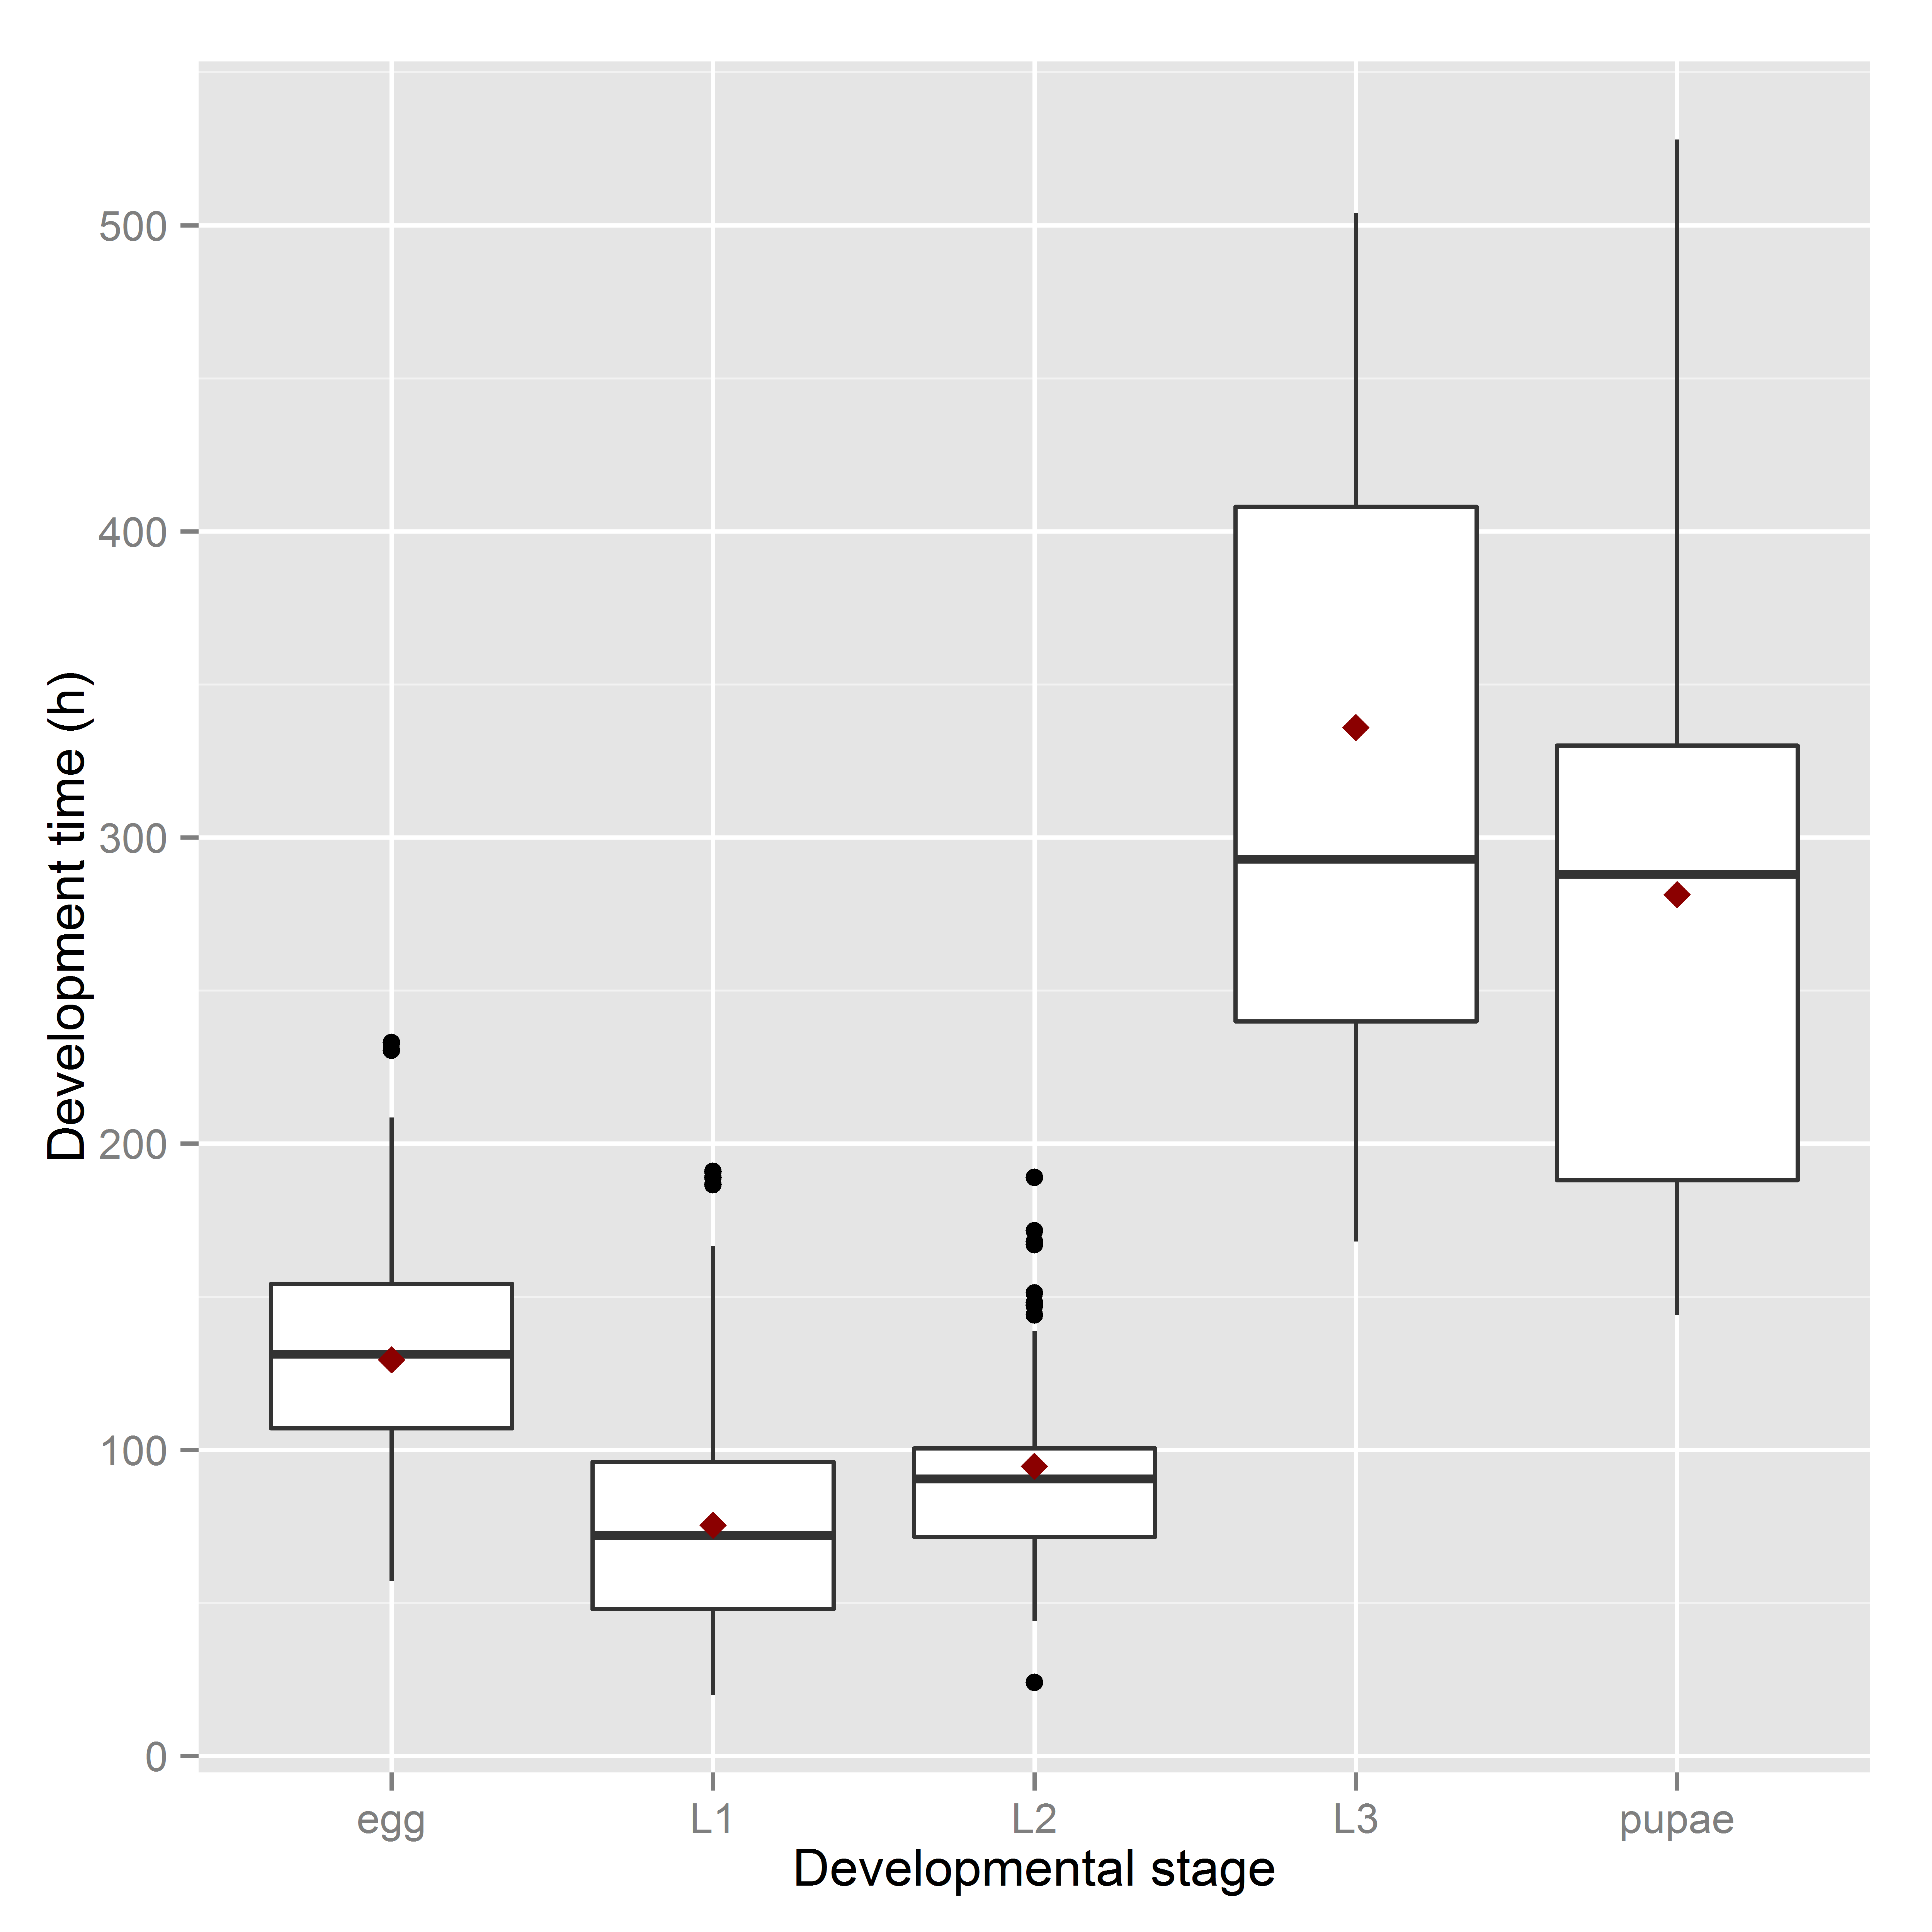 Development time (h)
500
400
300
200
100
0
egg L1 L2 L3 pupae
Developmental stage